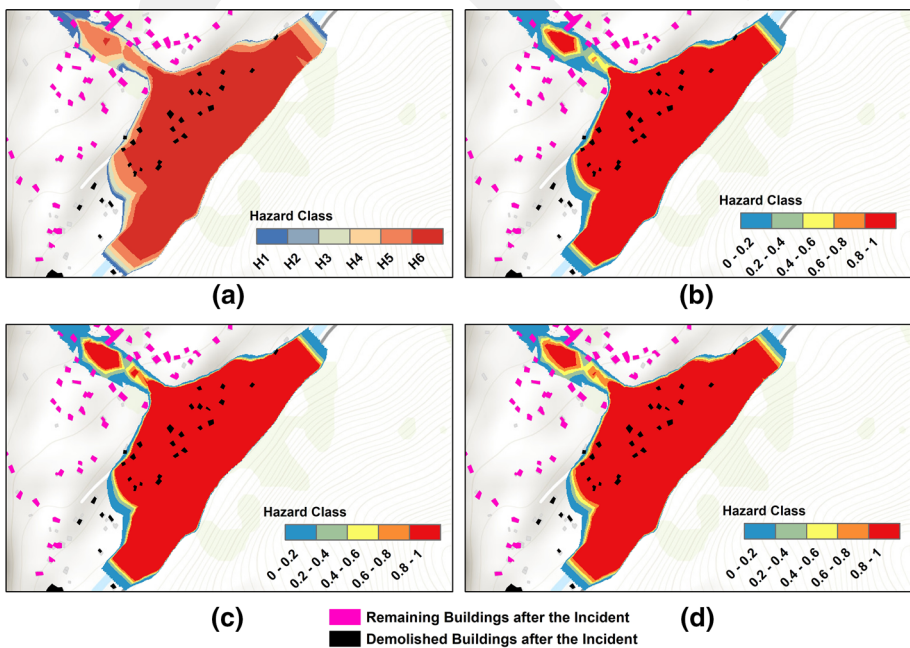 Hazard Class
H1 H2 H3 H4 H5 H6
(a)
Hazard Class
0 - 0.2 0.2 - 0.4 0.4 - 0.6 0.6 - 0.8 0.8 - 1
(b)
Hazard Class
0 - 0.2 0.2 - 0.4 0.4 - 0.6 0.6 - 0.8 0.8 - 1
(c)
Hazard Class
0 - 0.2 0.2 - 0.4 0.4 - 0.6 0.6 - 0.8 0.8 - 1
(d)
Remaining Buildings after the Incident
Demolished Buildings after the Incident